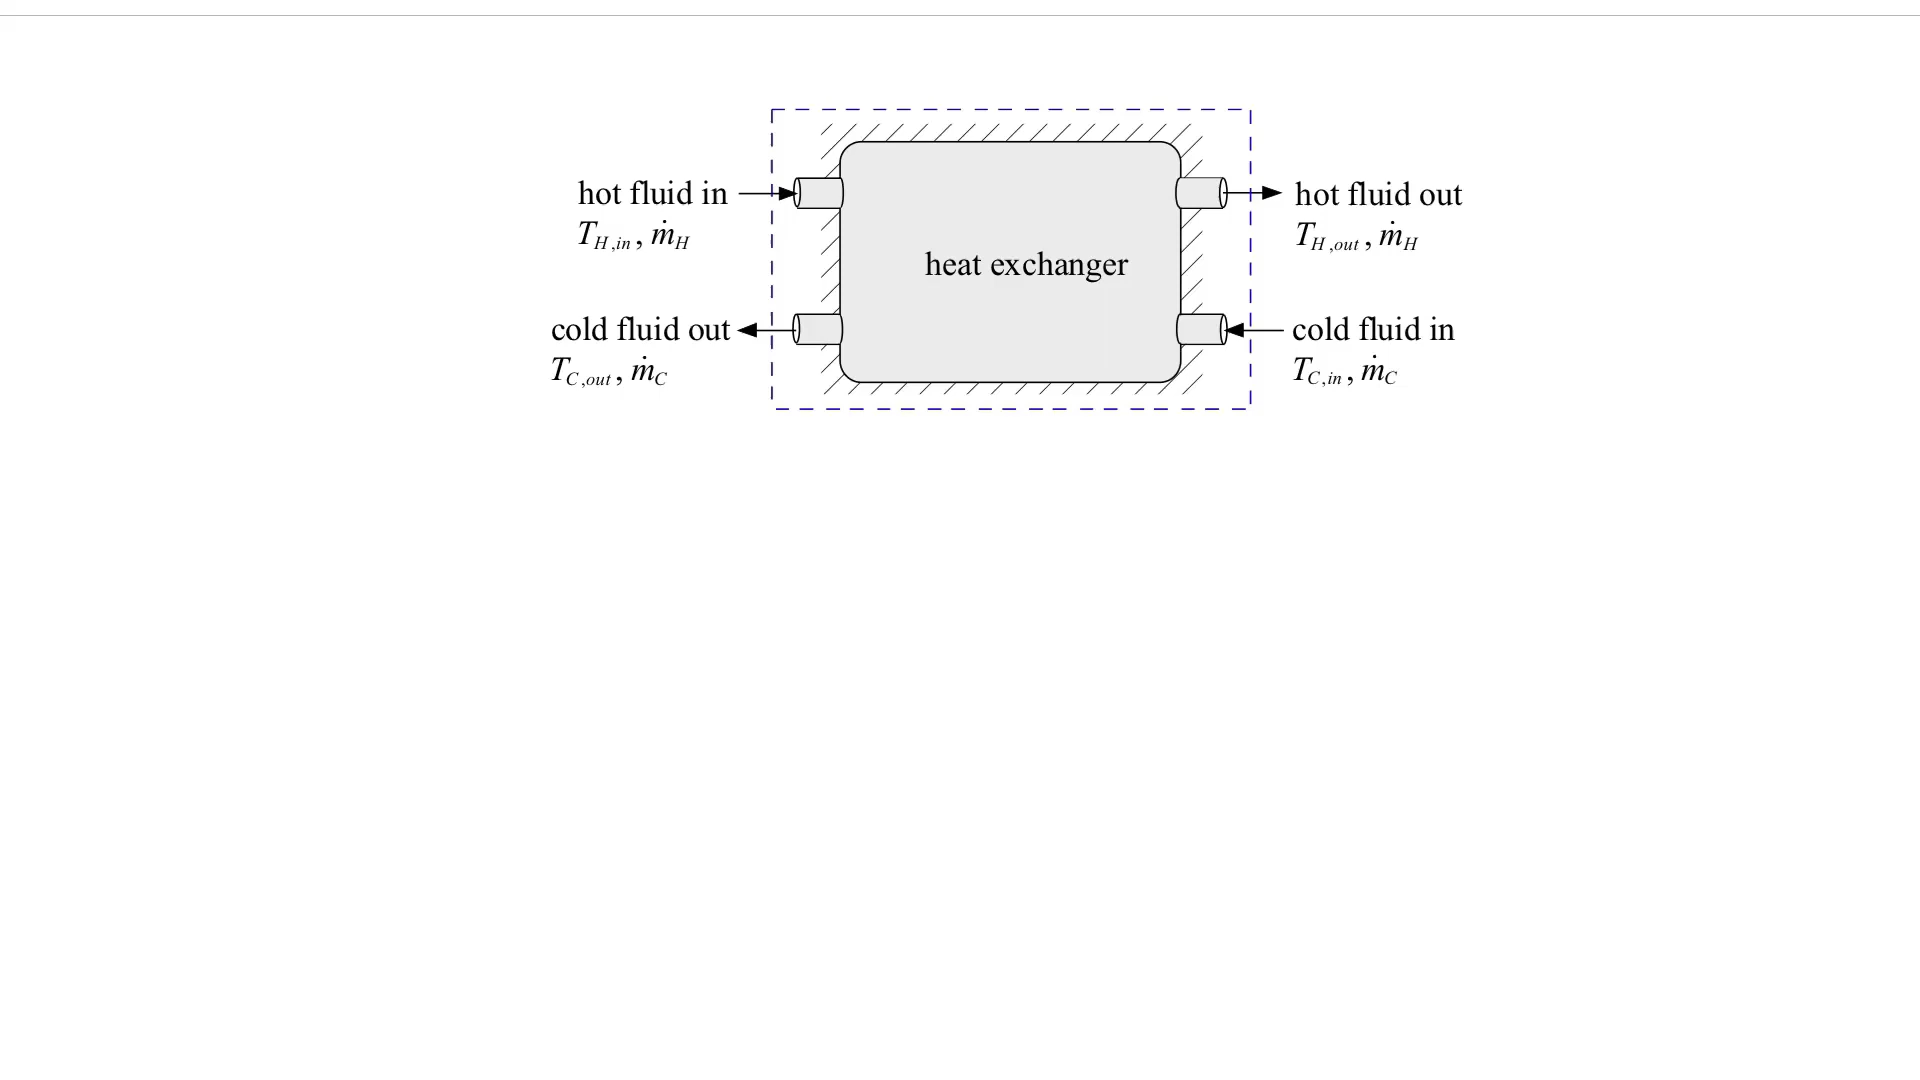 hot fluid in
T_{H,in}, ṁ_H
cold fluid out
T_{C,out}, ṁ_C
heat exchanger
hot fluid out
T_{H,out}, ṁ_H
cold fluid in
T_{C,in}, ṁ_C